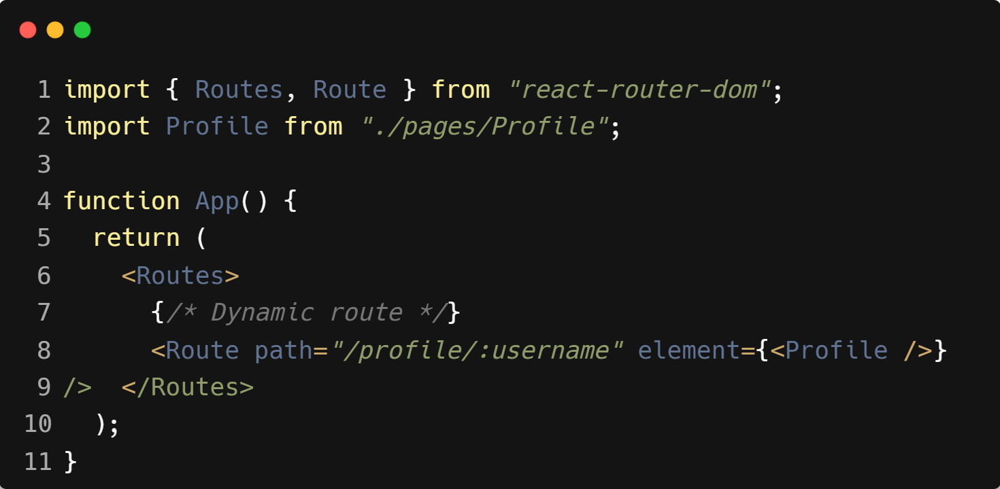 1 import { Routes, Route } from "react-router-dom";
2 import Profile from "./pages/Profile";
3
4 function App() {
5   return (
6     <Routes>
7       {/* Dynamic route */}
8       <Route path="/profile/:username" element={<Profile />}
9 />  </Routes>
10   );
11 }